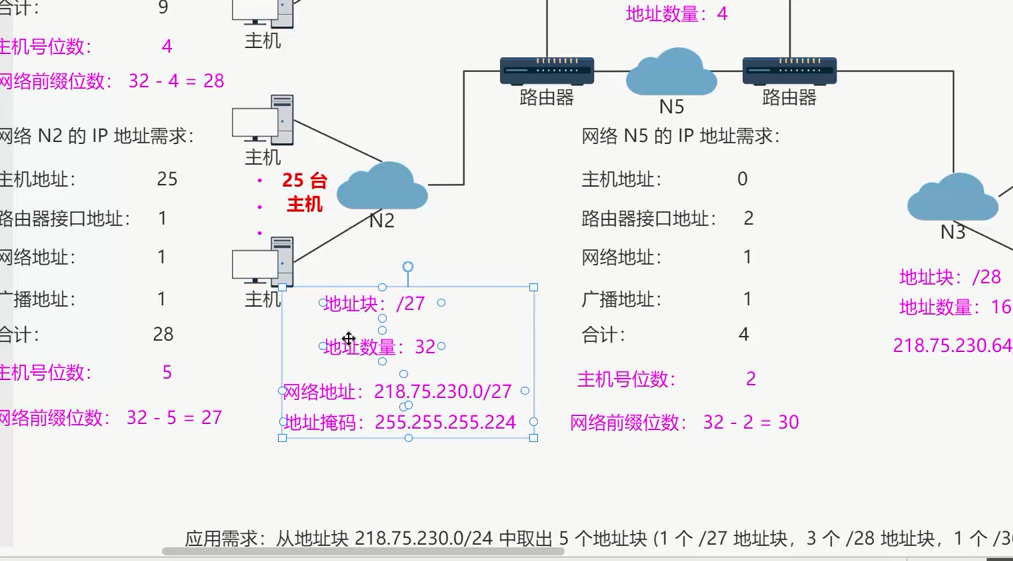 合计： 9
主机号位数： 4
网络前缀位数： 32 - 4 = 28
主机
地址数量：4
路由器
N5
路由器
主机
网络 N2 的 IP 地址需求：
主机地址： 25
路由器接口地址： 1
网络地址： 1
广播地址： 1
合计： 28
主机号位数： 5
网络前缀位数： 32 - 5 = 27
25 台
主机
N2
主机
地址块：/27
地址数量：32
网络地址：218.75.230.0/27
地址掩码：255.255.255.224
网络 N5 的 IP 地址需求：
主机地址： 0
路由器接口地址： 2
网络地址： 1
广播地址： 1
合计： 4
主机号位数： 2
网络前缀位数： 32 - 2 = 30
N3
地址块：/28
地址数量：16
218.75.230.64
应用需求：从地址块 218.75.230.0/24 中取出 5 个地址块 (1 个 /27 地址块，3 个 /28 地址块，1 个 /30